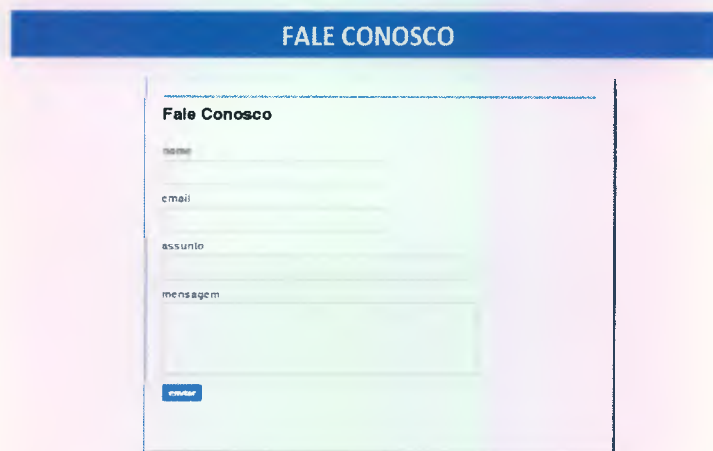 FALE CONOSCO
Fale Conosco
nome
email
assunto
mensagem
enviar